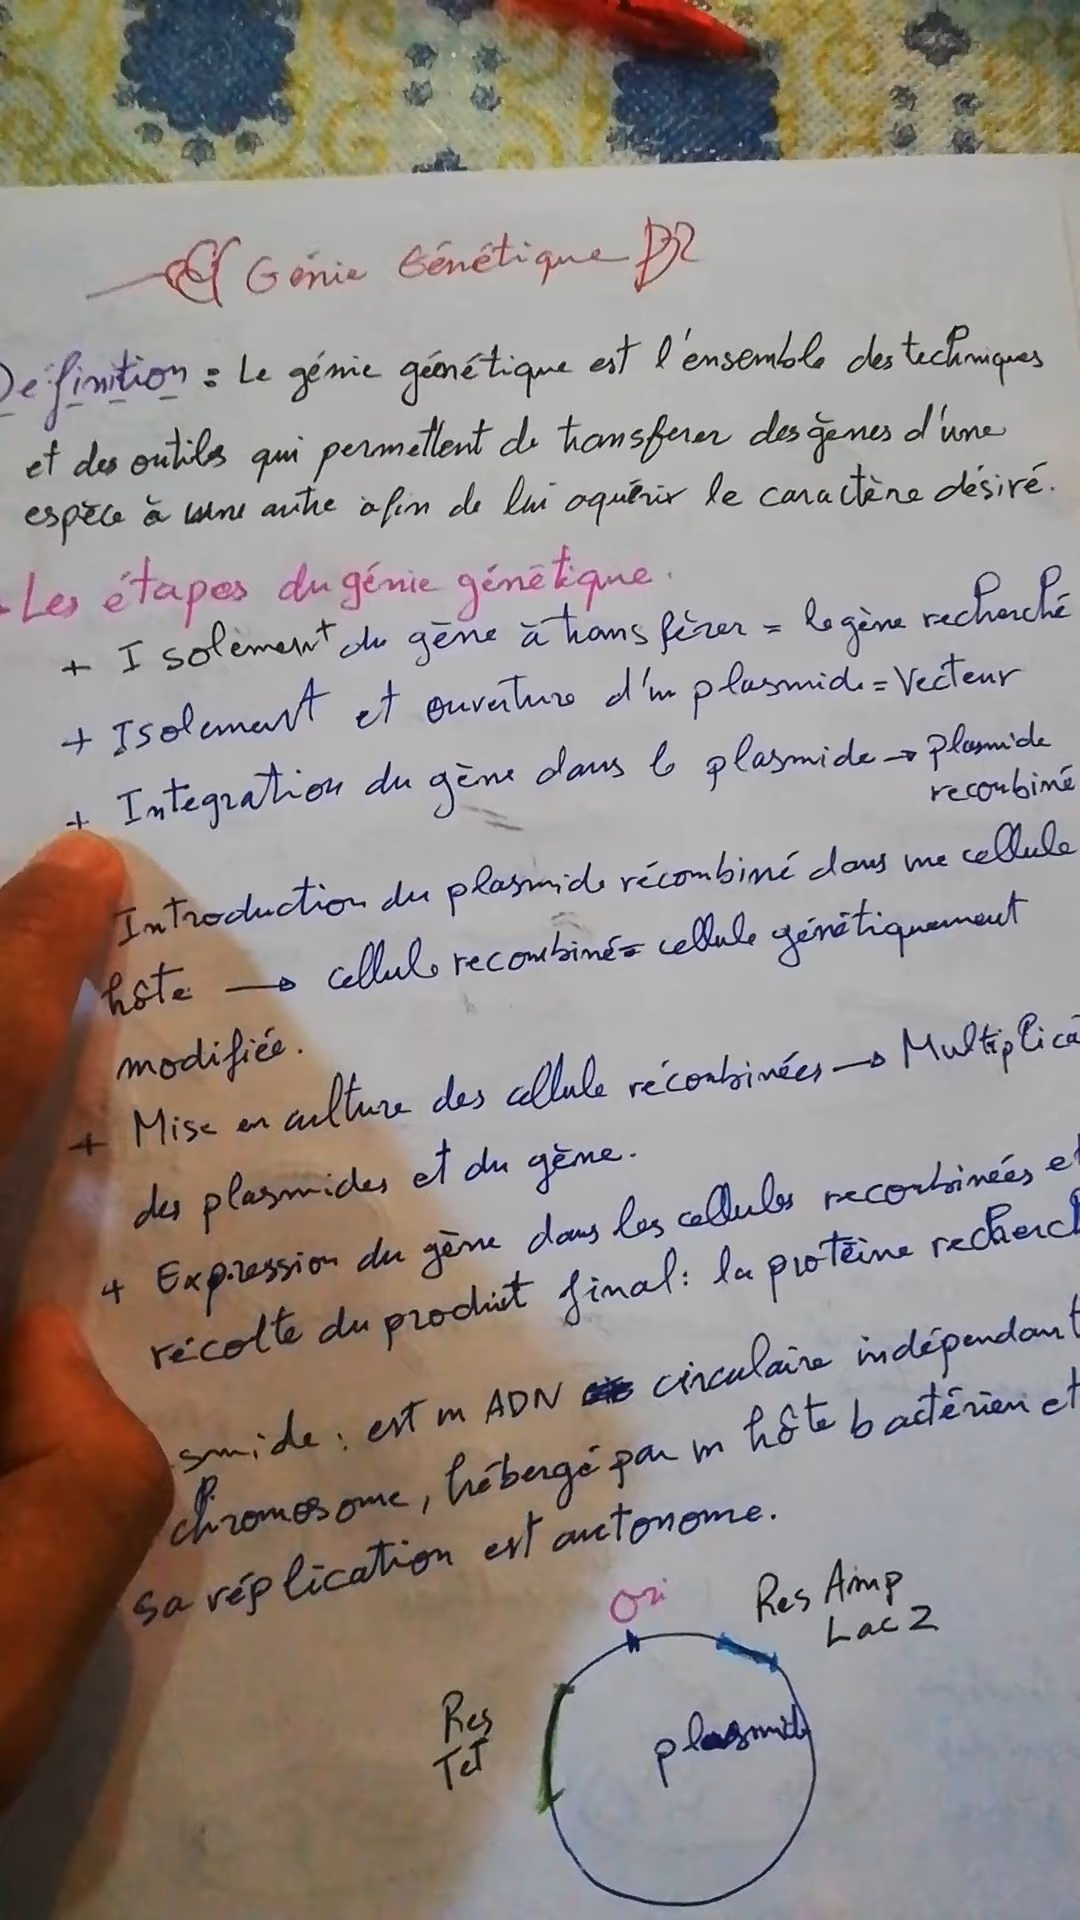 Génie Génétique
Définition : Le génie génétique est l'ensemble des techniques
et des outils qui permettent de transferer des gènes d'une
espèce à une autre afin de lui aquérir le caractère désiré.
- Les étapes du génie génétique.
+ Isolement du gène à transférer = le gène recherché
+ Isolement et ouverture d'un plasmide = Vecteur
+ Integration du gène dans le plasmide → plasmide
recombiné
Introduction du plasmide récombiné dans une cellule
hôte → cellule recombiné = cellule génétiquement
modifiée.
+ Mise en culture des cellule récombinées → Multiplica
des plasmides et du gène.
+ Expression du gène dans les cellules recombinées et
récolte du produit final : la protéine recherch
smide : est un ADN circulaire indépendant
chromosome, hébergé par un hôte bactérien et
sa réplication est autonome.
Ori
Res Amp
Lac Z
Res
Tet
plasmide